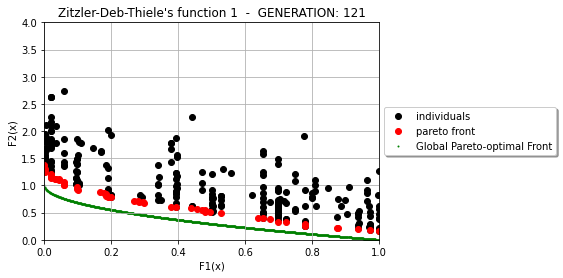 Zitzler-Deb-Thiele's function 1 - GENERATION: 121
4.0
3.5
3.0
2.5
2.0
1.5
1.0
0.5
0.0
F2(x)
0.0 0.2 0.4 0.6 0.8 1.0
F1(x)
individuals
pareto front
Global Pareto-optimal Front